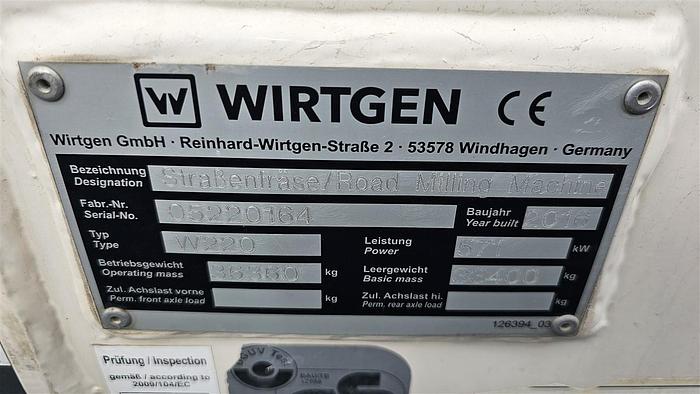 W WIRTGEN CE
Wirtgen GmbH · Reinhard-Wirtgen-Straße 2 · 53578 Windhagen · Germany
Bezeichnung
Designation
Straßenfräse/Road Milling Machine
Fabr.-Nr.
Serial-No.
05220164
Baujahr
Year built
2016
Typ
Type
W220
Leistung
Power
571 kW
Betriebsgewicht
Operating mass
36360 kg
Leergewicht
Basic mass
kg
Zul. Achslast vorne
Perm. front axle load
kg
Zul. Achslast hi.
Perm. rear axle load
kg
126394_03
Prüfung / Inspection
gemäß / according to
2009/104/EC
DGUV Test